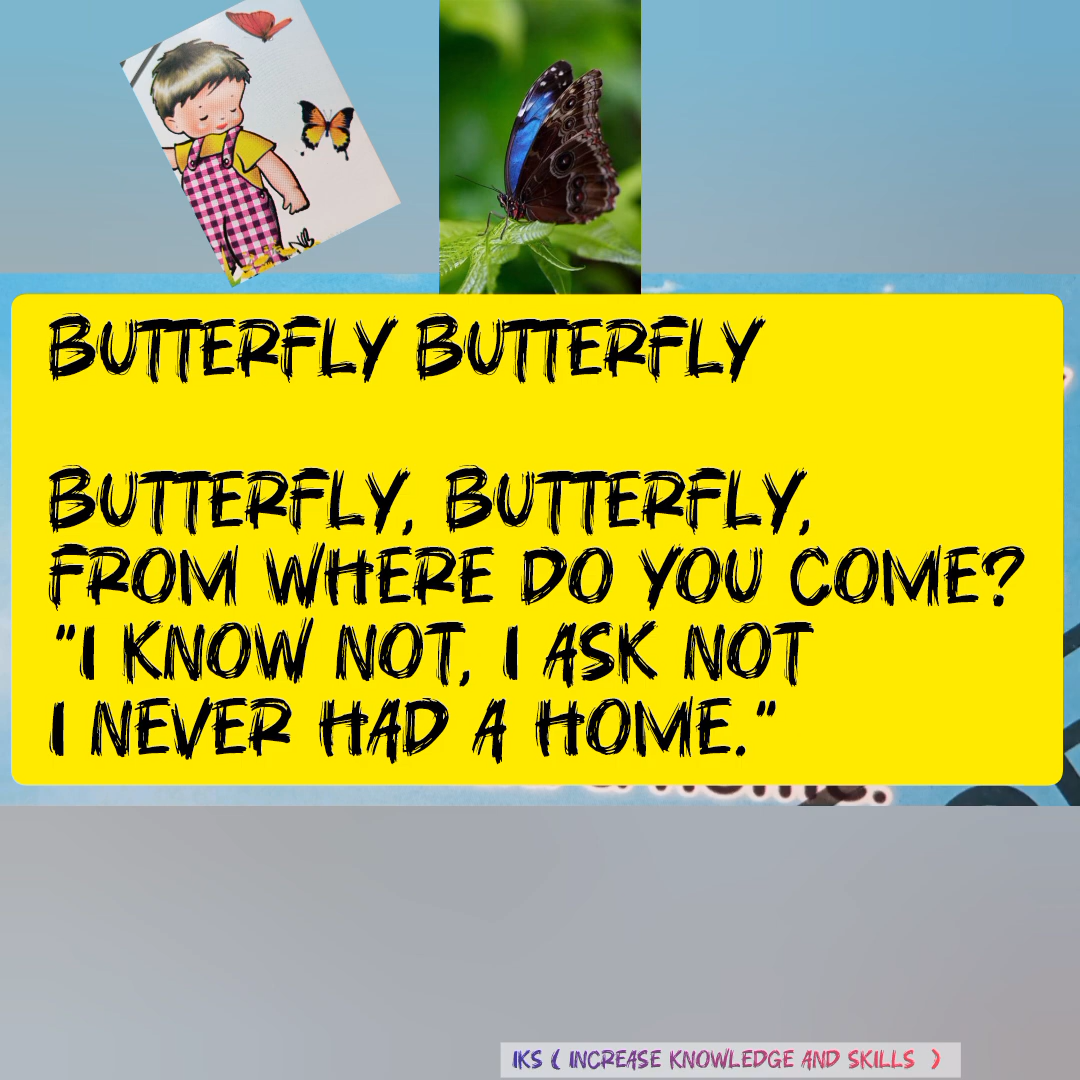 BUTTERFLY BUTTERFLY
BUTTERFLY, BUTTERFLY,
FROM WHERE DO YOU COME?
"I KNOW NOT, I ASK NOT
I NEVER HAD A HOME."
IKS ( INCREASE KNOWLEDGE AND SKILLS )